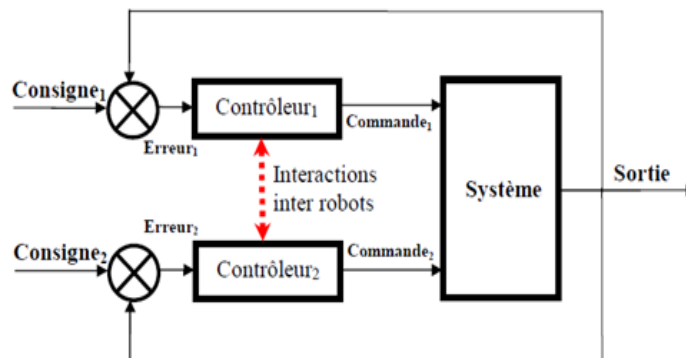 Consigne₁
Contrôleur₁
Commande₁
Erreur₁
Interactions
inter robots
Système
Sortie
Erreur₂
Consigne₂
Contrôleur₂
Commande₂